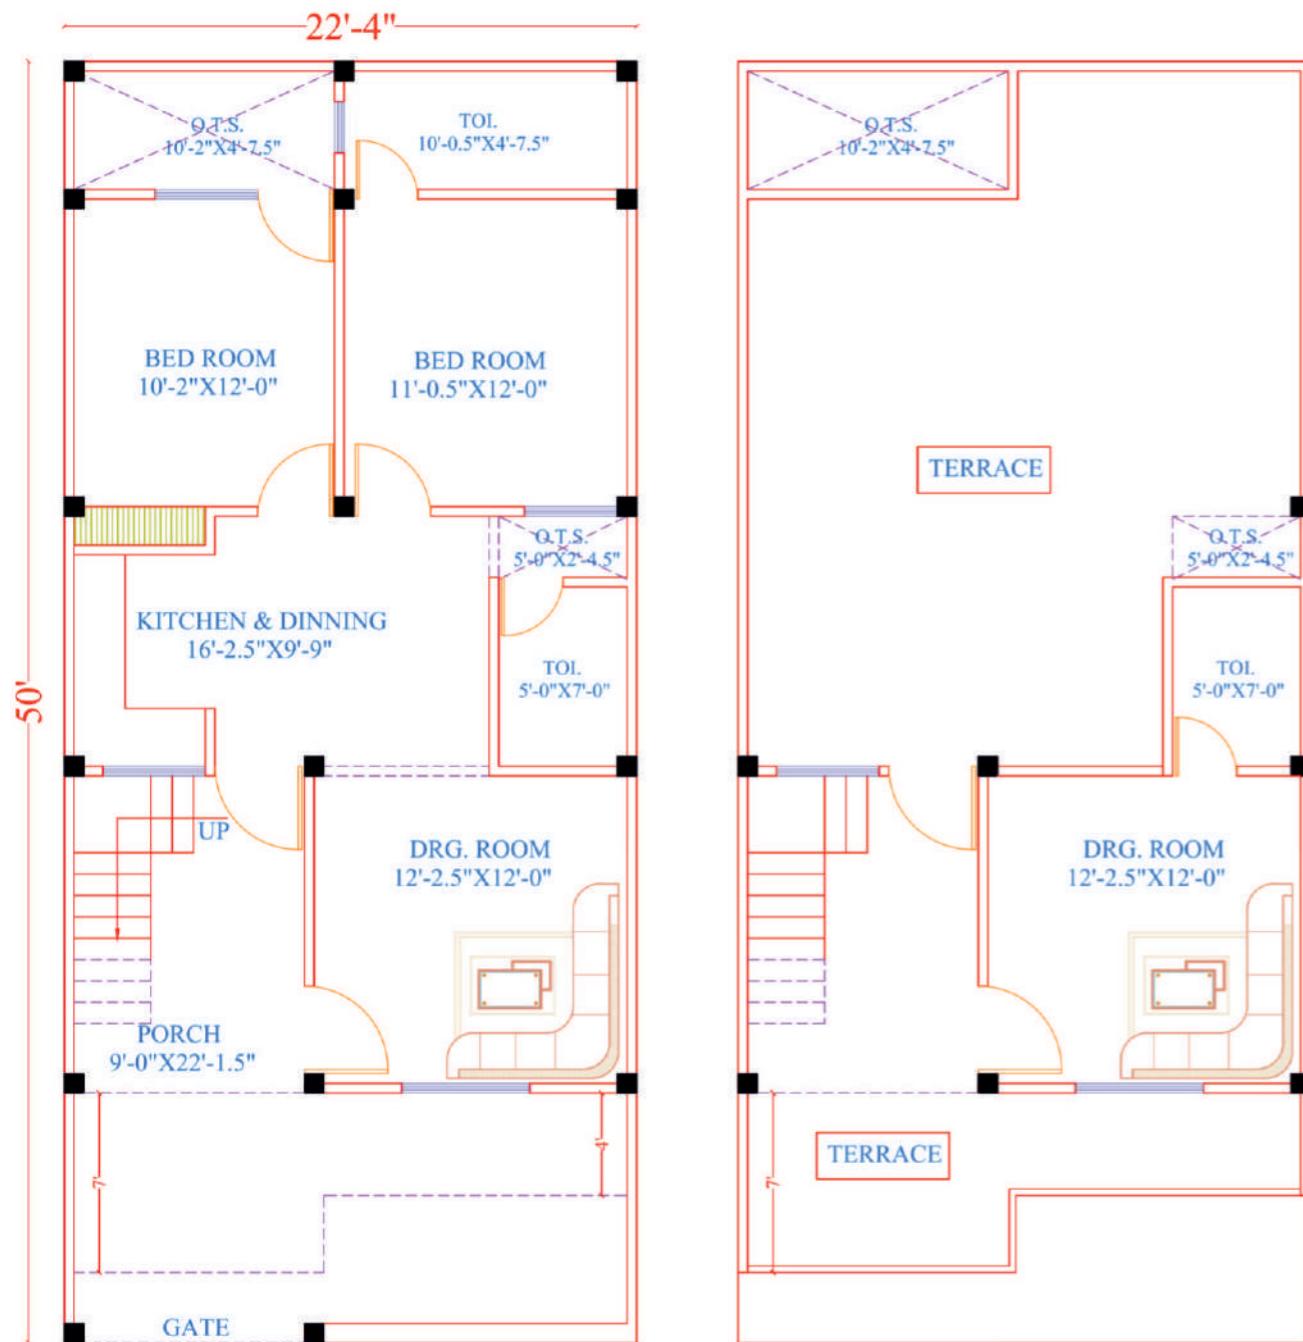 22'-4"
O.T.S.
10'-2"X4'-7.5"
TOI.
10'-0.5"X4'-7.5"
BED ROOM
10'-2"X12'-0"
BED ROOM
11'-0.5"X12'-0"
O.T.S.
5'-0"X2'-4.5"
KITCHEN & DINNING
16'-2.5"X9'-9"
TOI.
5'-0"X7'-0"
50'
UP
DRG. ROOM
12'-2.5"X12'-0"
PORCH
9'-0"X22'-1.5"
7'
4'
GATE
O.T.S.
10'-2"X4'-7.5"
TERRACE
O.T.S.
5'-0"X2'-4.5"
TOI.
5'-0"X7'-0"
DRG. ROOM
12'-2.5"X12'-0"
TERRACE
7'